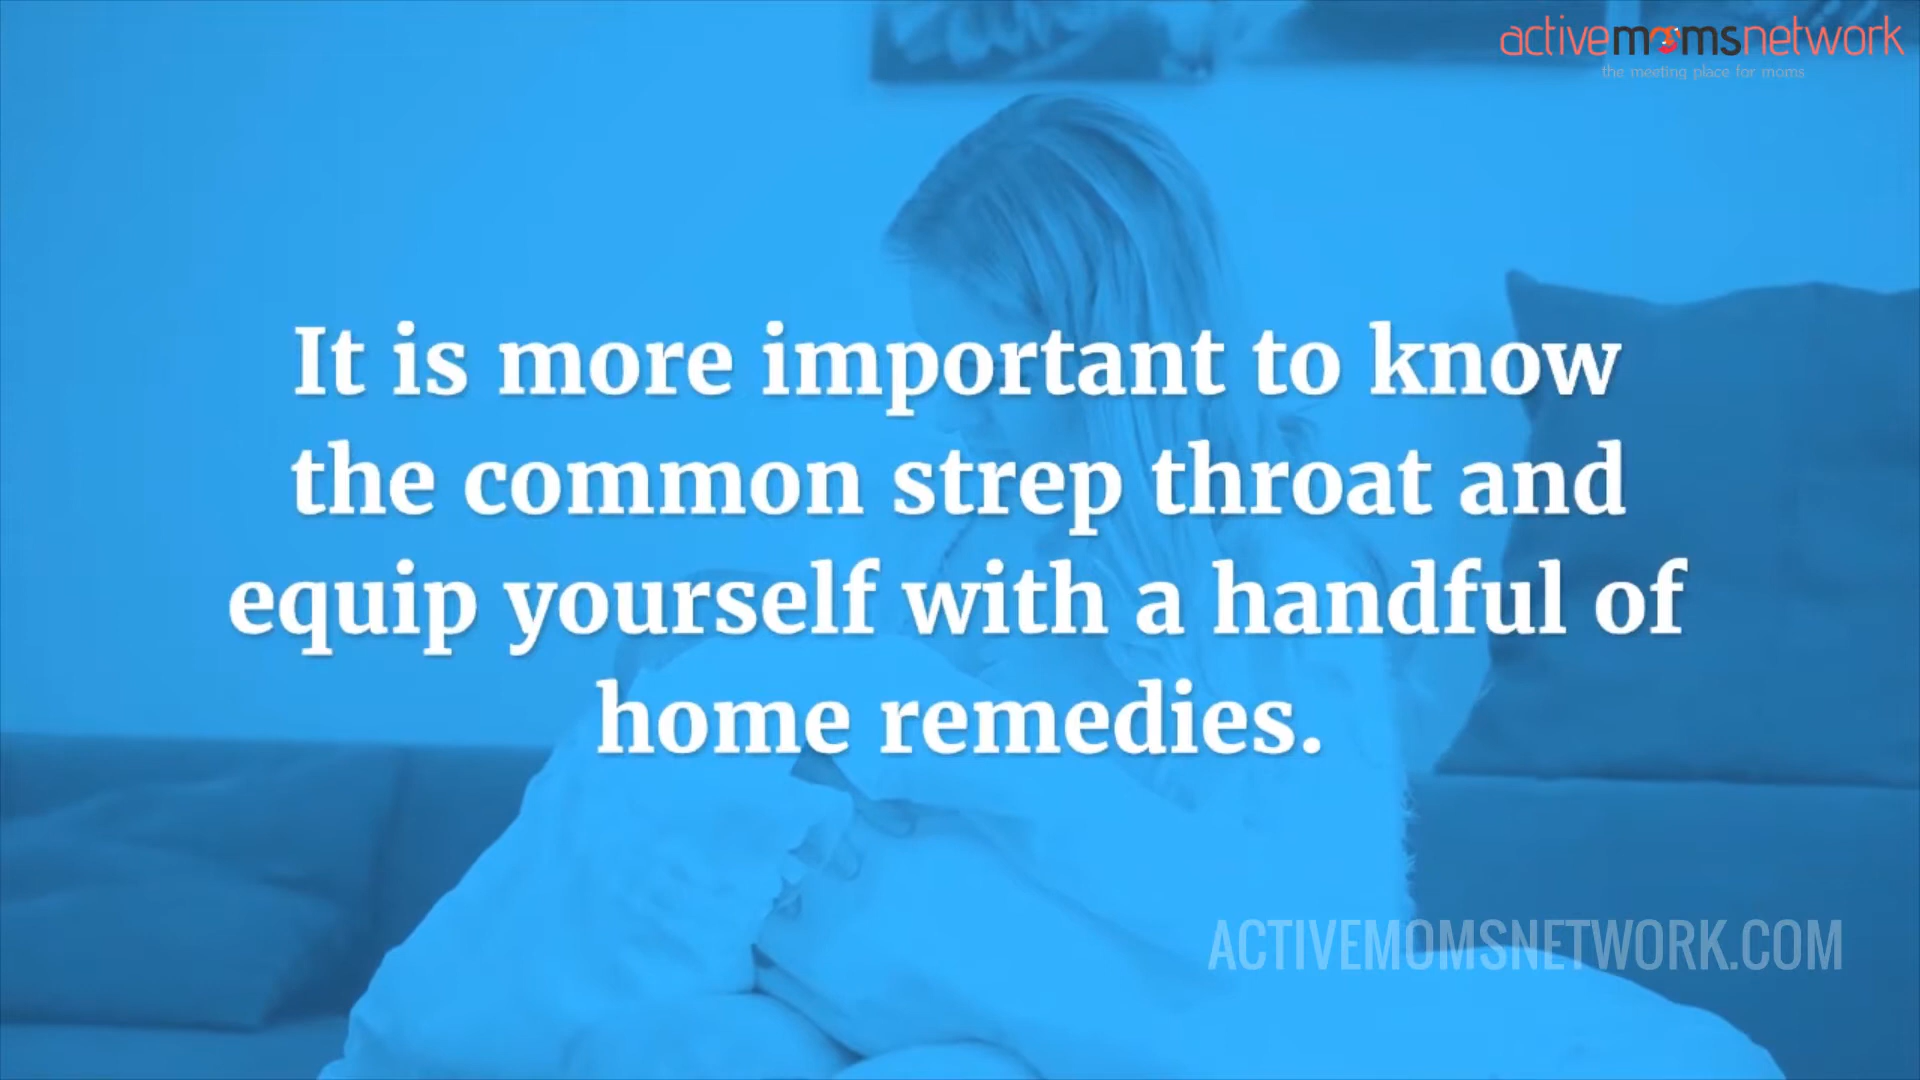 activemomsnetwork
the meeting place for moms
It is more important to know
the common strep throat and
equip yourself with a handful of
home remedies.
ACTIVEMOMSNETWORK.COM